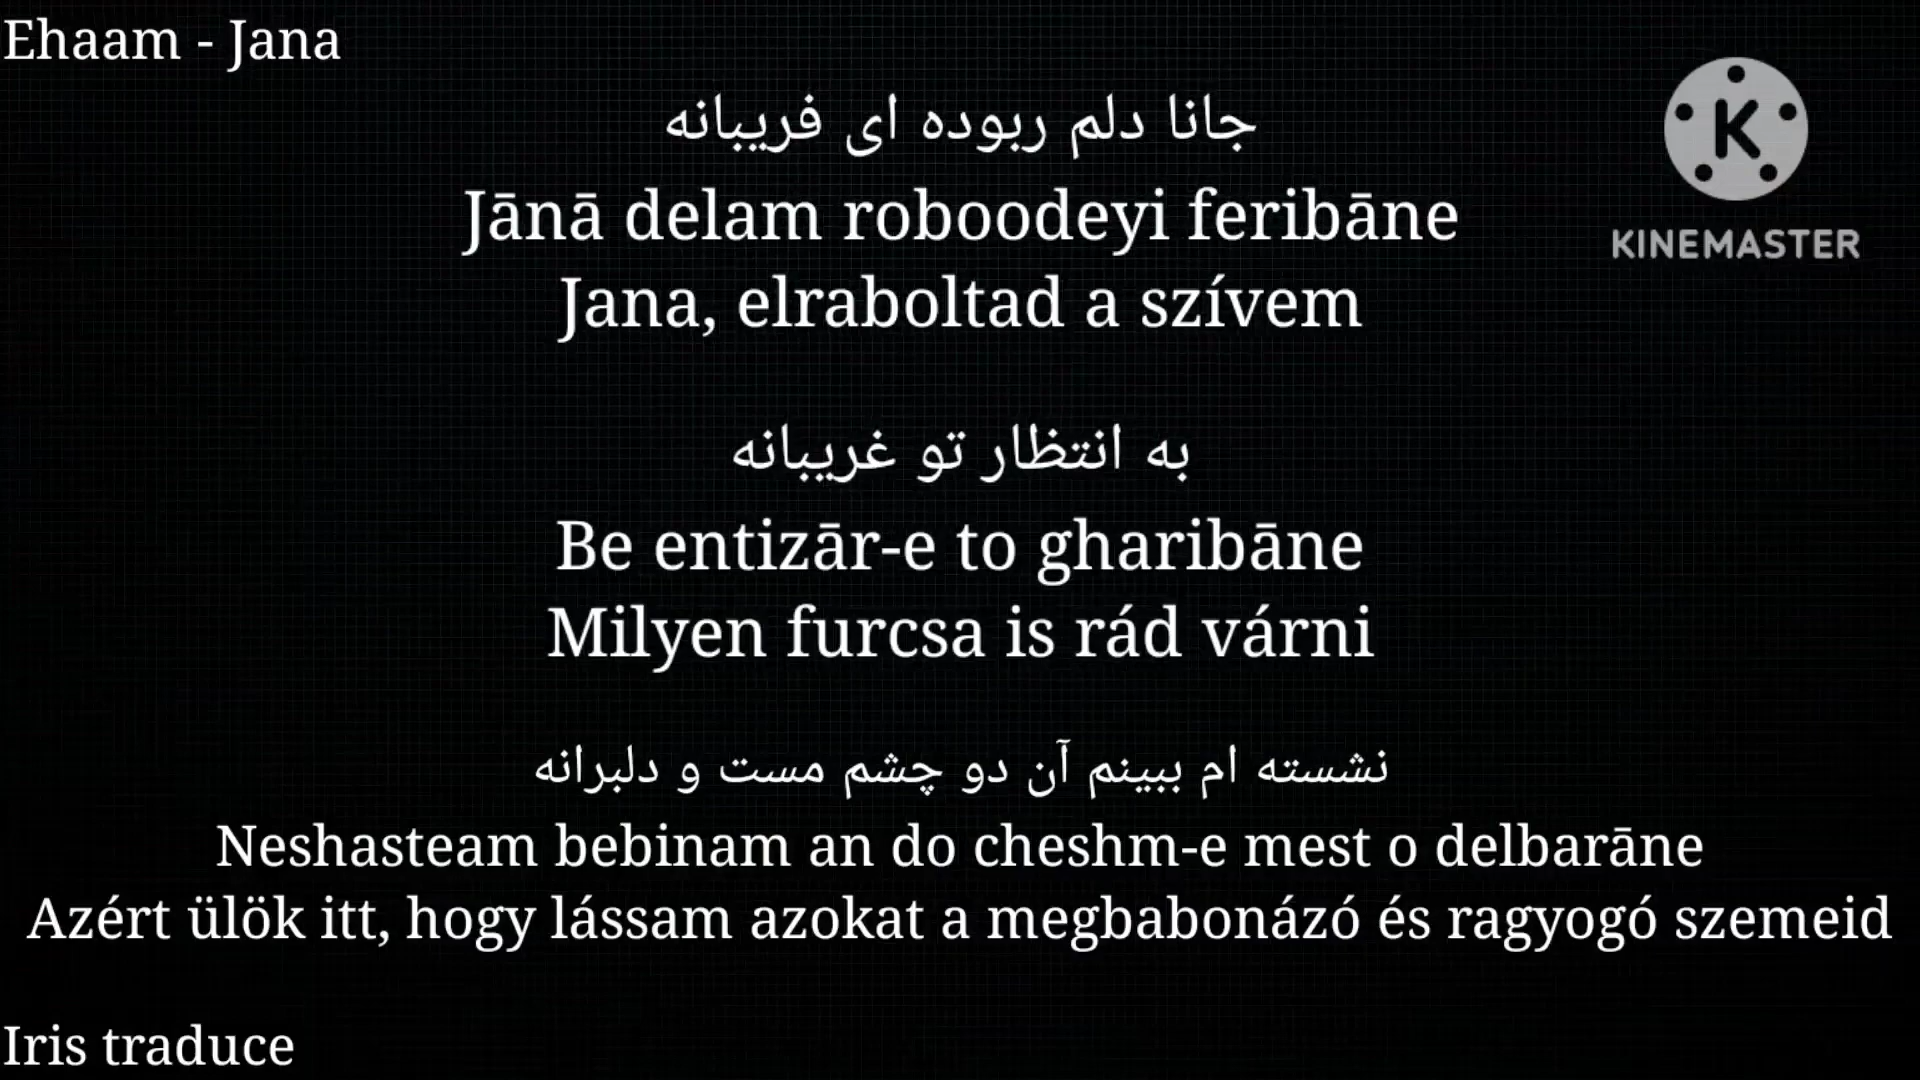 Ehaam - Jana
جانا دلم ربوده ای فریبانه
Jānā delam roboodeyi feribāne
Jana, elraboltad a szívem
به انتظار تو غریبانه
Be entizār-e to gharibāne
Milyen furcsa is rád várni
نشسته ام ببینم آن دو چشم مست و دلبرانه
Neshasteam bebinam an do cheshm-e mest o delbarāne
Azért ülök itt, hogy lássam azokat a megbabonázó és ragyogó szemeid
Iris traduce
K
KINEMASTER